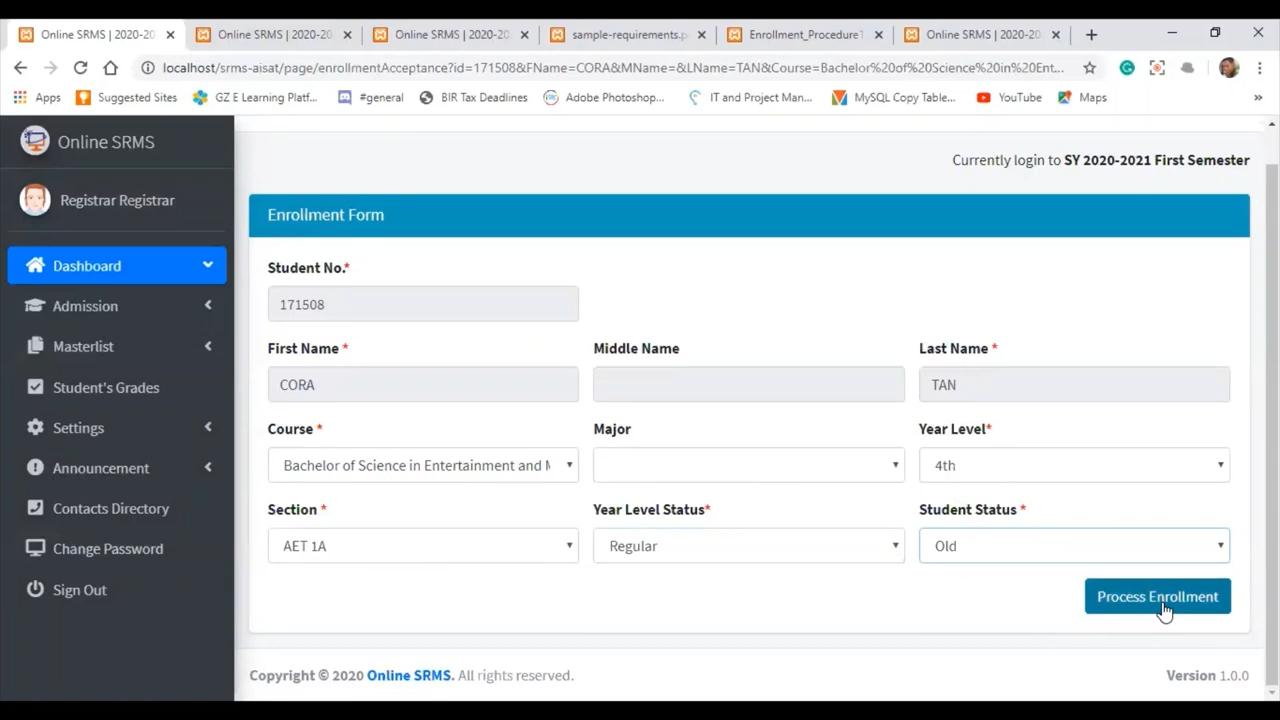 Online SRMS | 2020-20
Online SRMS | 2020-20
Online SRMS | 2020-20
sample-requirements.p
Enrollment_Procedure
Online SRMS | 2020-20
localhost/srms-aisat/page/enrollmentAcceptance?id=171508&FName=CORA&MName=&LName=TAN&Course=Bachelor%20of%20Science%20in%20Ent...
Apps
Suggested Sites
GZ E Learning Platf...
#general
BIR Tax Deadlines
Adobe Photoshop...
IT and Project Man...
MySQL Copy Table...
YouTube
Maps
»
Online SRMS
Registrar Registrar
Dashboard
Admission
Masterlist
Student's Grades
Settings
Announcement
Contacts Directory
Change Password
Sign Out
Currently login to SY 2020-2021 First Semester
Enrollment Form
Student No.*
171508
First Name *
Middle Name
Last Name *
CORA
TAN
Course *
Major
Year Level*
Bachelor of Science in Entertainment and M
4th
Section *
Year Level Status*
Student Status *
AET 1A
Regular
Old
Process Enrollment
Copyright © 2020 Online SRMS. All rights reserved.
Version 1.0.0